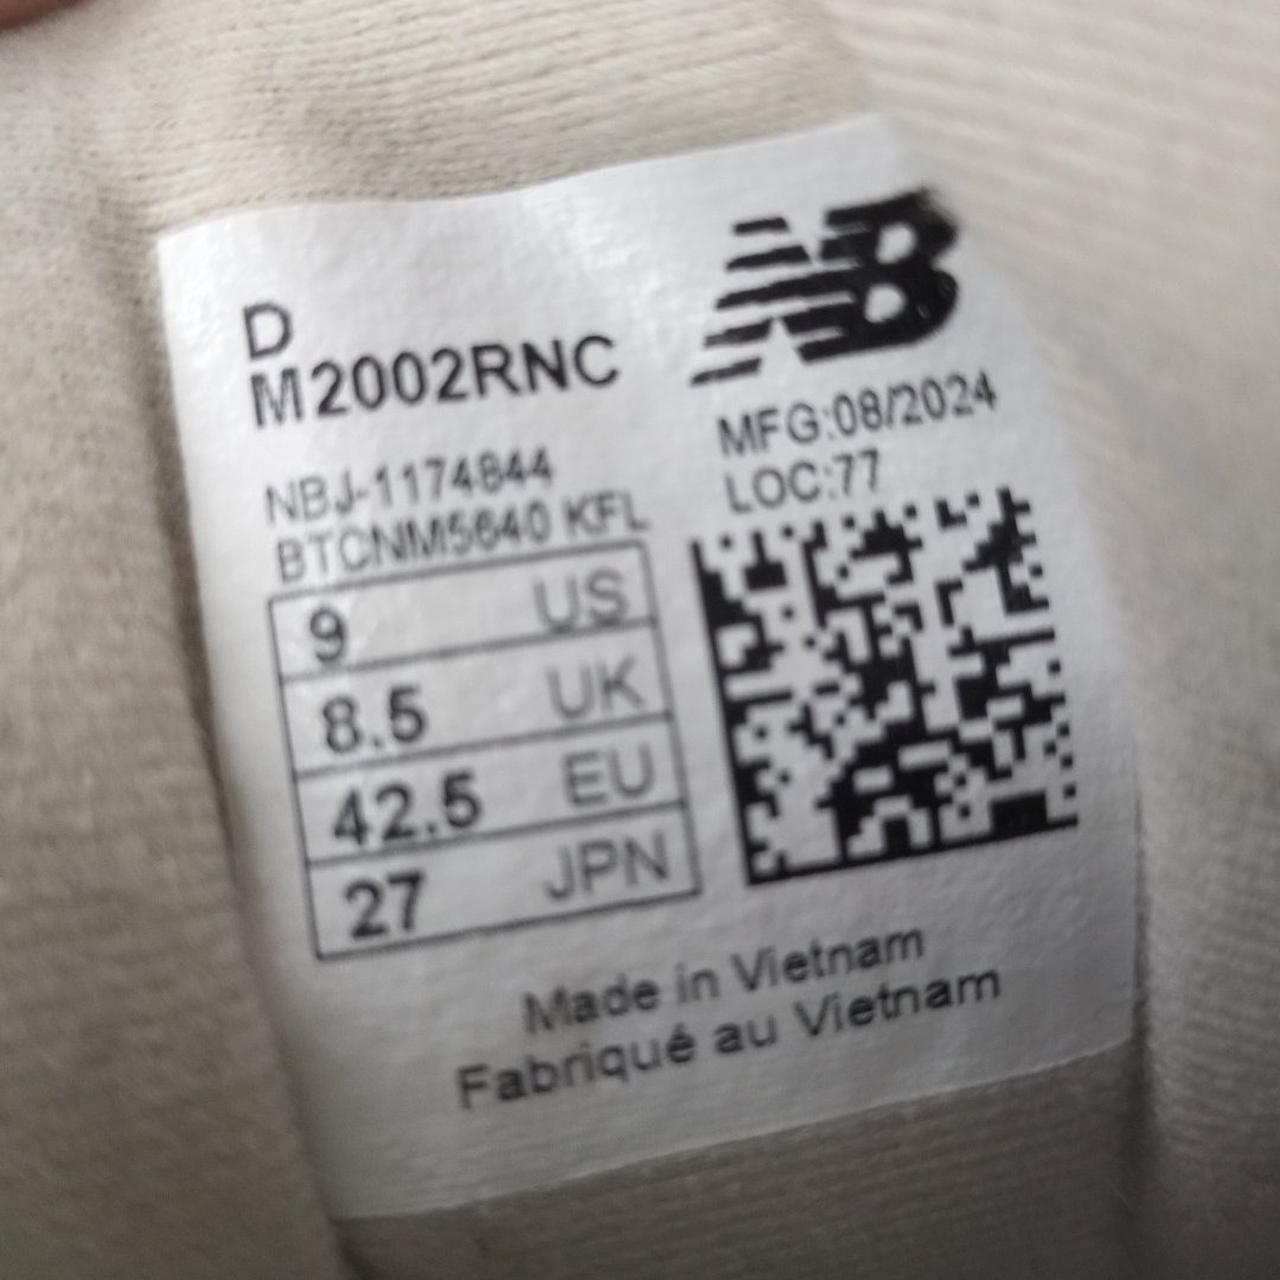 D
M2002RNC
NB
MFG:08/2024
LOC:77
NBJ-1174844
BTCNM5640 KFL
9 US
8.5 UK
42.5 EU
27 JPN
Made in Vietnam
Fabriqué au Vietnam